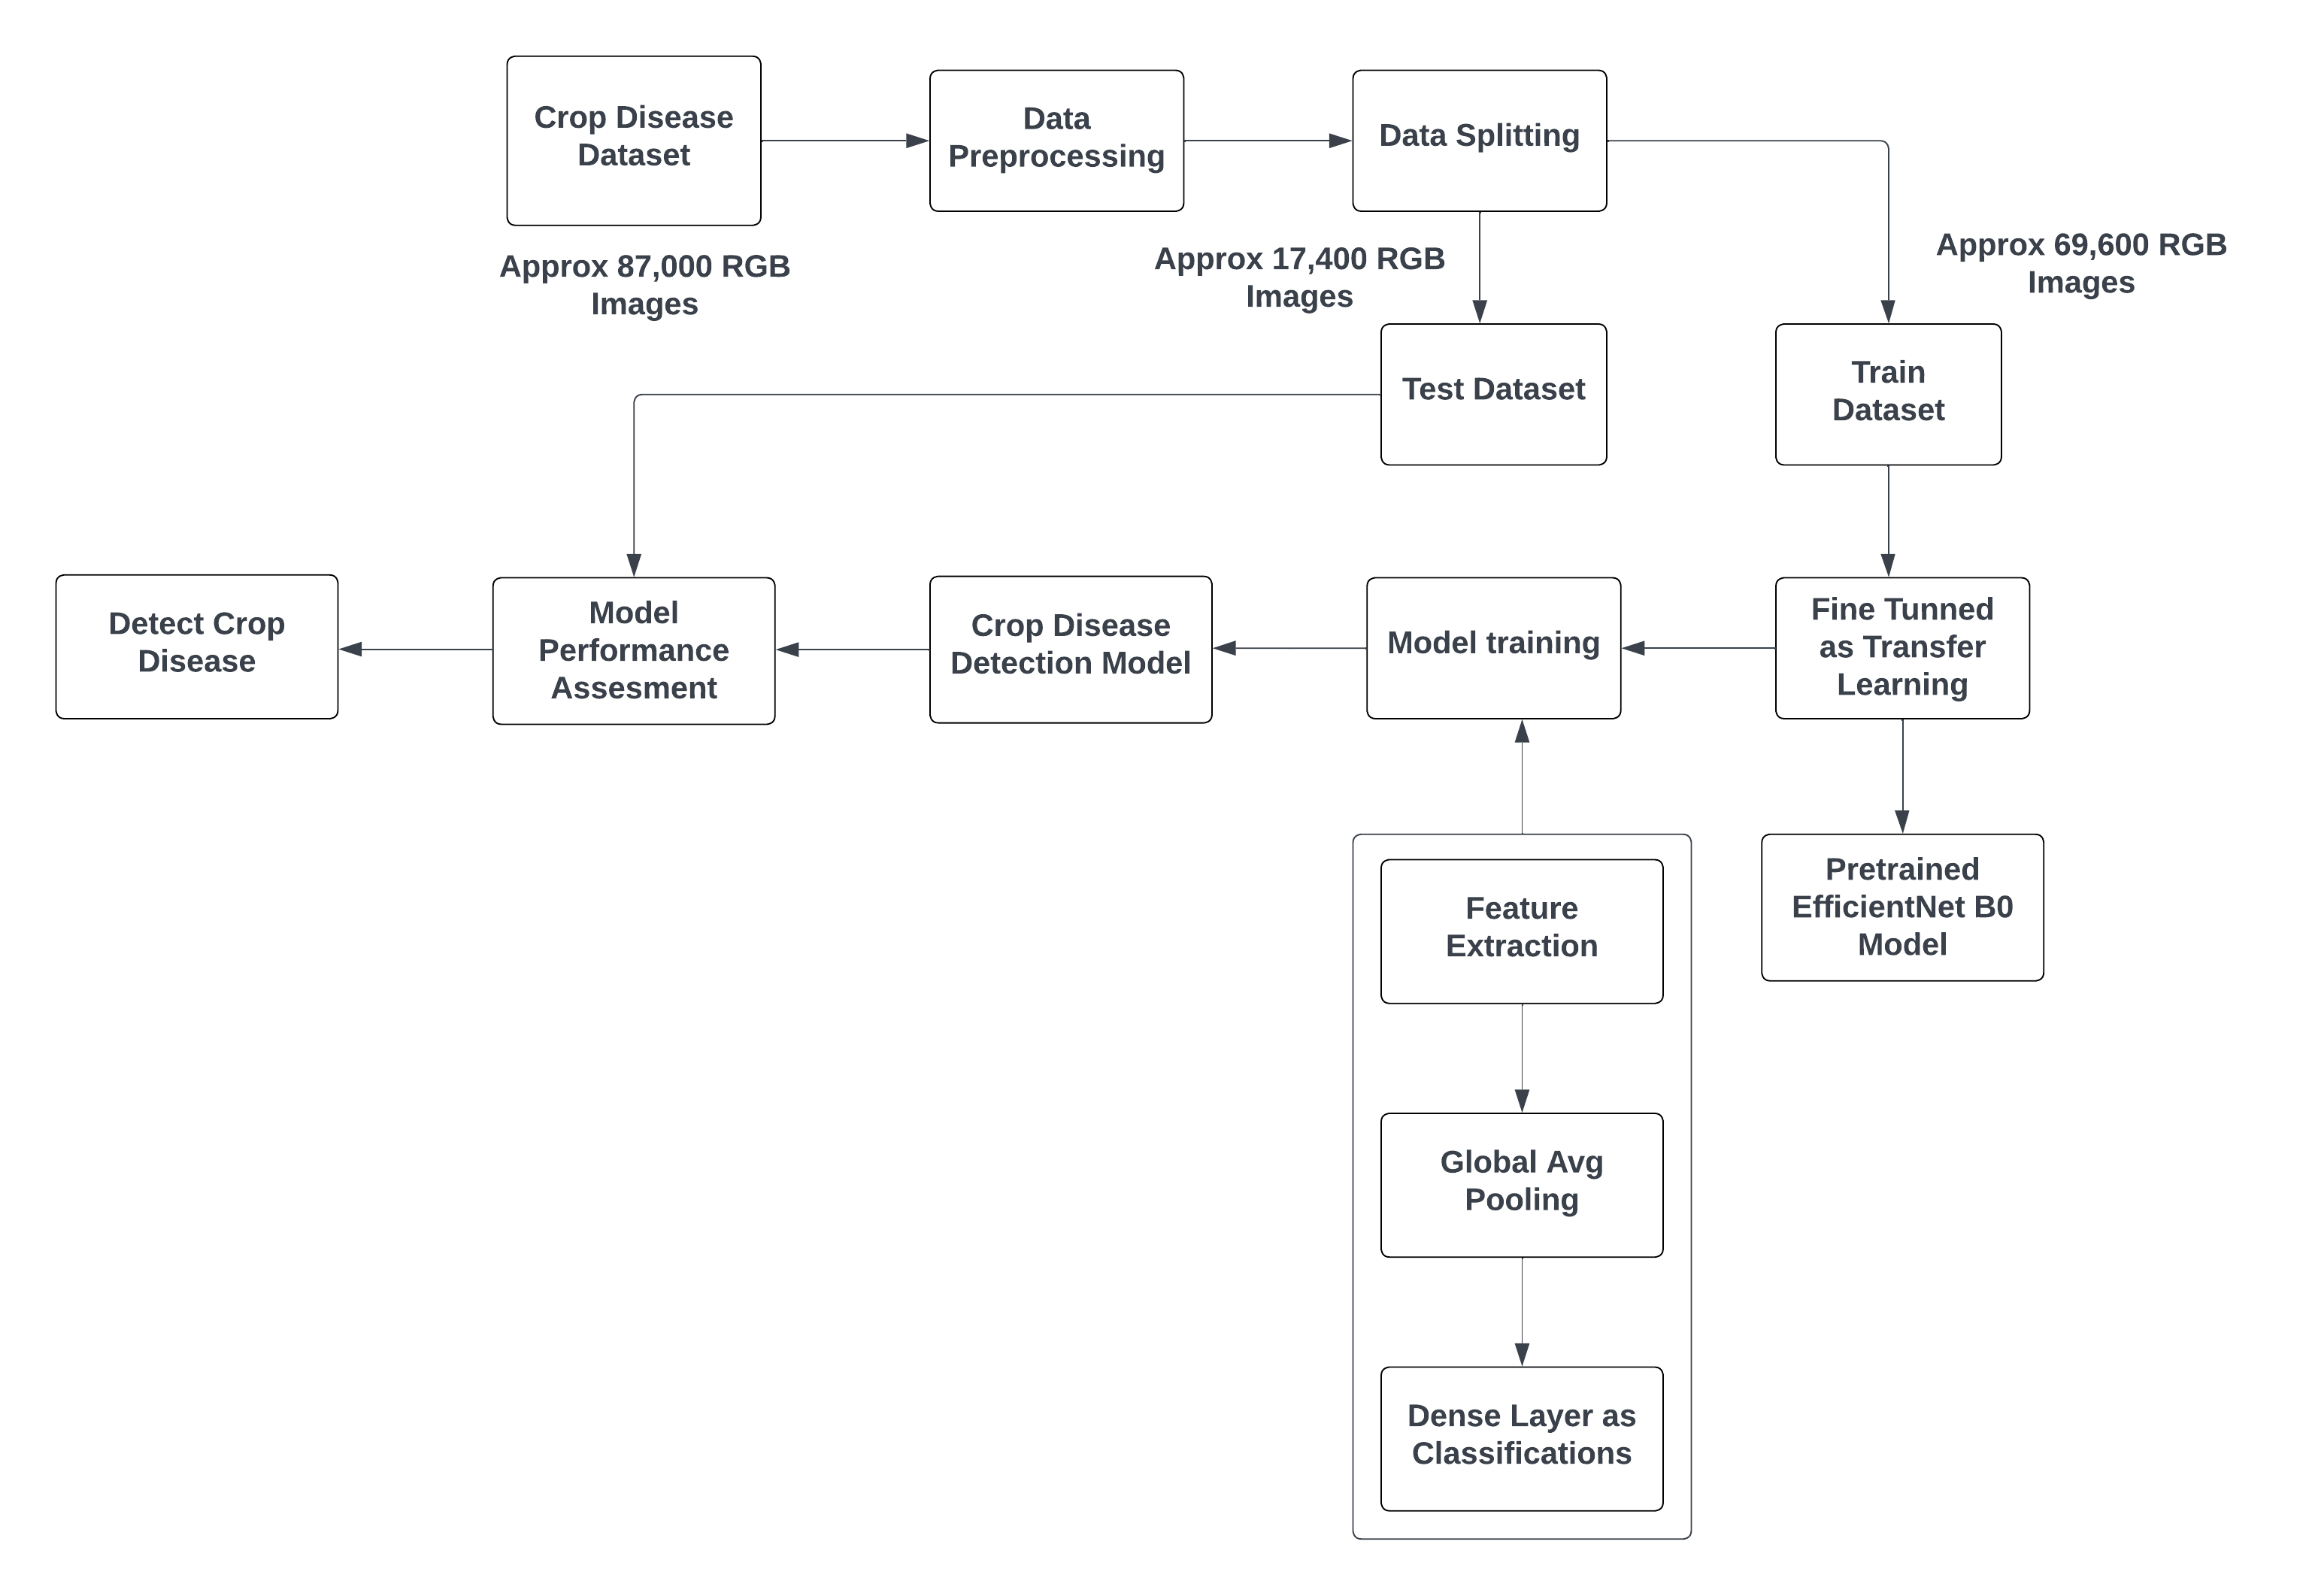 Crop Disease
Dataset
Data
Preprocessing
Data Splitting
Approx 87,000 RGB
Images
Approx 17,400 RGB
Images
Approx 69,600 RGB
Images
Test Dataset
Train
Dataset
Detect Crop
Disease
Model
Performance
Assesment
Crop Disease
Detection Model
Model training
Fine Tunned
as Transfer
Learning
Feature
Extraction
Pretrained
EfficientNet B0
Model
Global Avg
Pooling
Dense Layer as
Classifications